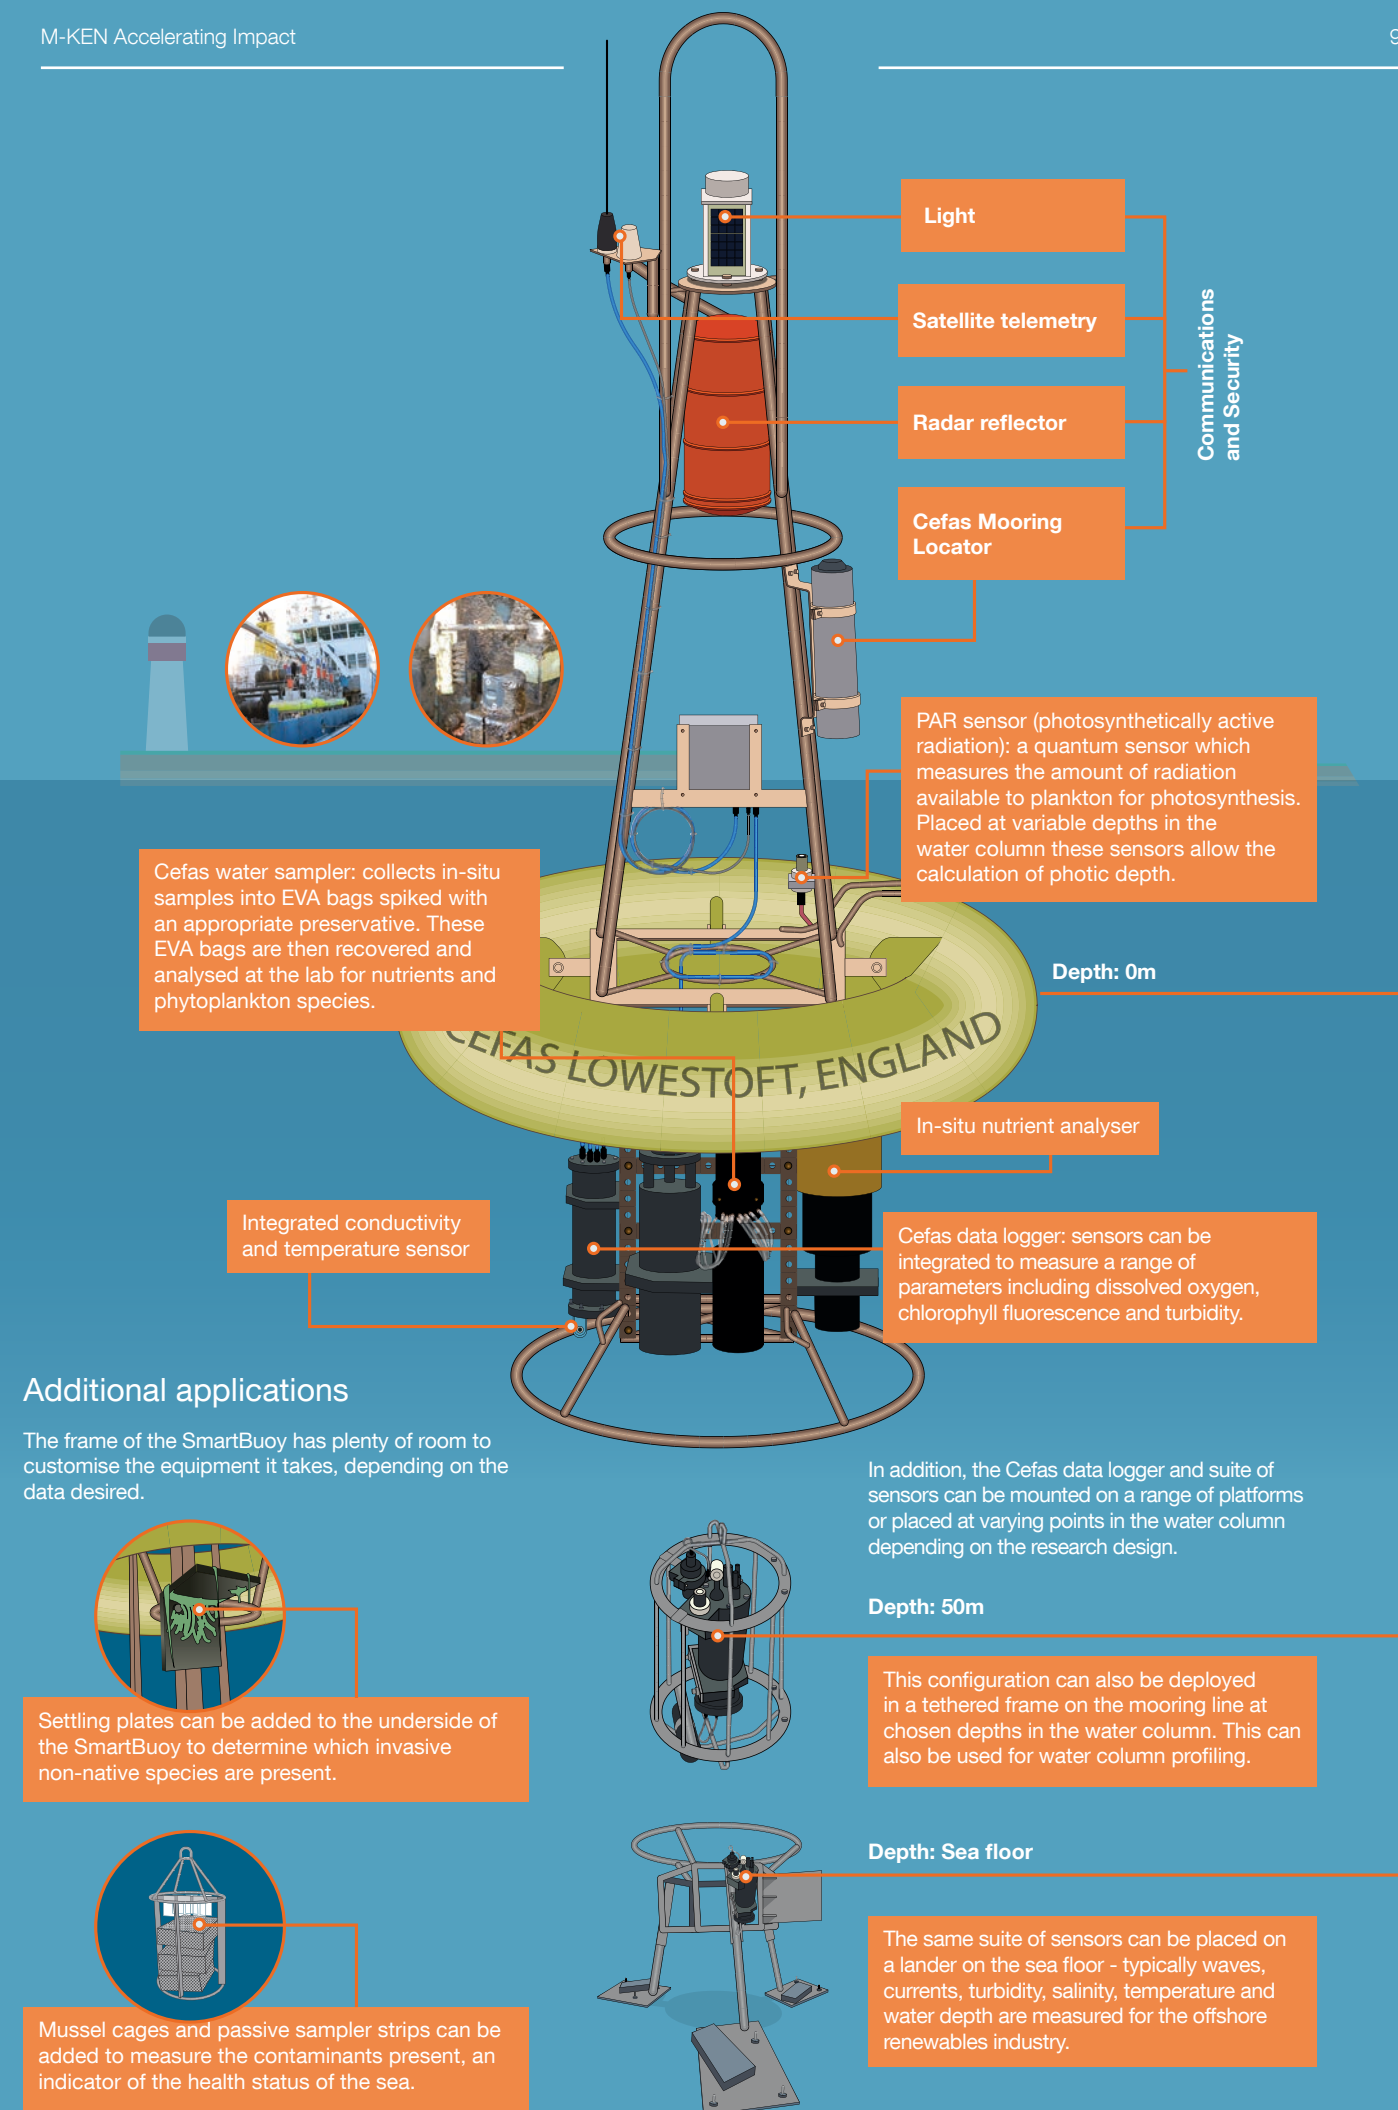 M-KEN Accelerating Impact
9
Light
Satellite telemetry
Radar reflector
Cefas Mooring
Locator
Communications
and Security
PAR sensor (photosynthetically active
radiation): a quantum sensor which
measures the amount of radiation
available to plankton for photosynthesis.
Placed at variable depths in the
water column these sensors allow the
calculation of photic depth.
Cefas water sampler: collects in-situ
samples into EVA bags spiked with
an appropriate preservative. These
EVA bags are then recovered and
analysed at the lab for nutrients and
phytoplankton species.
Depth: 0m
CEFAS LOWESTOFT, ENGLAND
In-situ nutrient analyser
Integrated conductivity
and temperature sensor
Cefas data logger: sensors can be
integrated to measure a range of
parameters including dissolved oxygen,
chlorophyll fluorescence and turbidity.
Additional applications
The frame of the SmartBuoy has plenty of room to
customise the equipment it takes, depending on the
data desired.
In addition, the Cefas data logger and suite of
sensors can be mounted on a range of platforms
or placed at varying points in the water column
depending on the research design.
Depth: 50m
This configuration can also be deployed
in a tethered frame on the mooring line at
chosen depths in the water column. This can
also be used for water column profiling.
Settling plates can be added to the underside of
the SmartBuoy to determine which invasive
non-native species are present.
Depth: Sea floor
The same suite of sensors can be placed on
a lander on the sea floor - typically waves,
currents, turbidity, salinity, temperature and
water depth are measured for the offshore
renewables industry.
Mussel cages and passive sampler strips can be
added to measure the contaminants present, an
indicator of the health status of the sea.